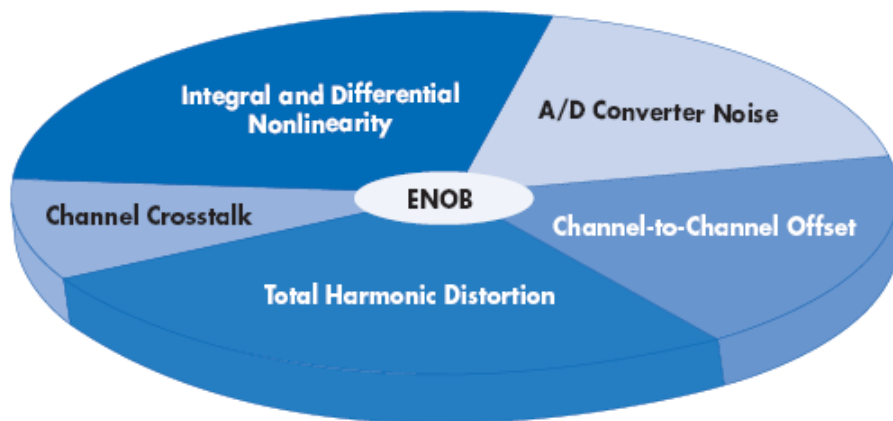 Integral and Differential
Nonlinearity
A/D Converter Noise
ENOB
Channel Crosstalk
Channel-to-Channel Offset
Total Harmonic Distortion